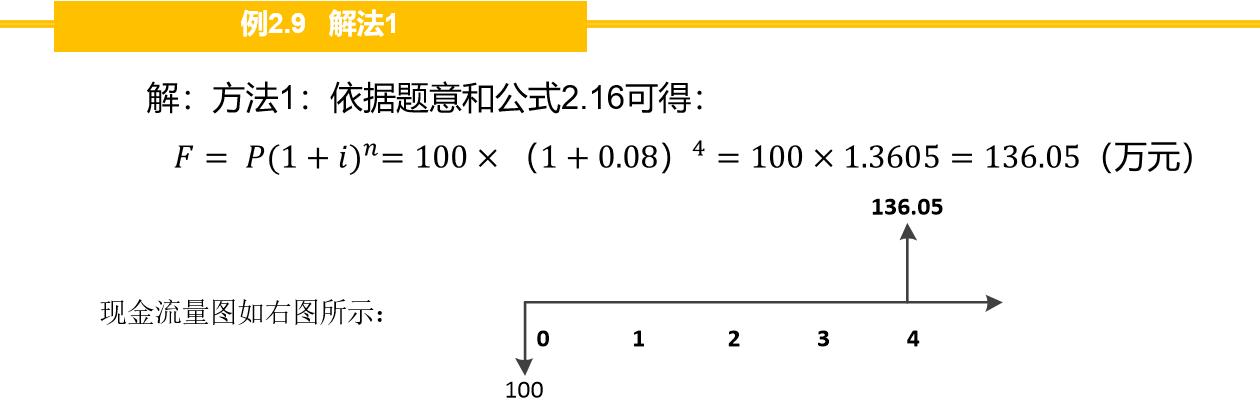 例2.9 解法1
解：方法1：依据题意和公式2.16可得：
F = P(1 + i)ⁿ= 100 × （1 + 0.08）⁴ = 100 × 1.3605 = 136.05（万元）
136.05
现金流量图如右图所示：
0 1 2 3 4
100